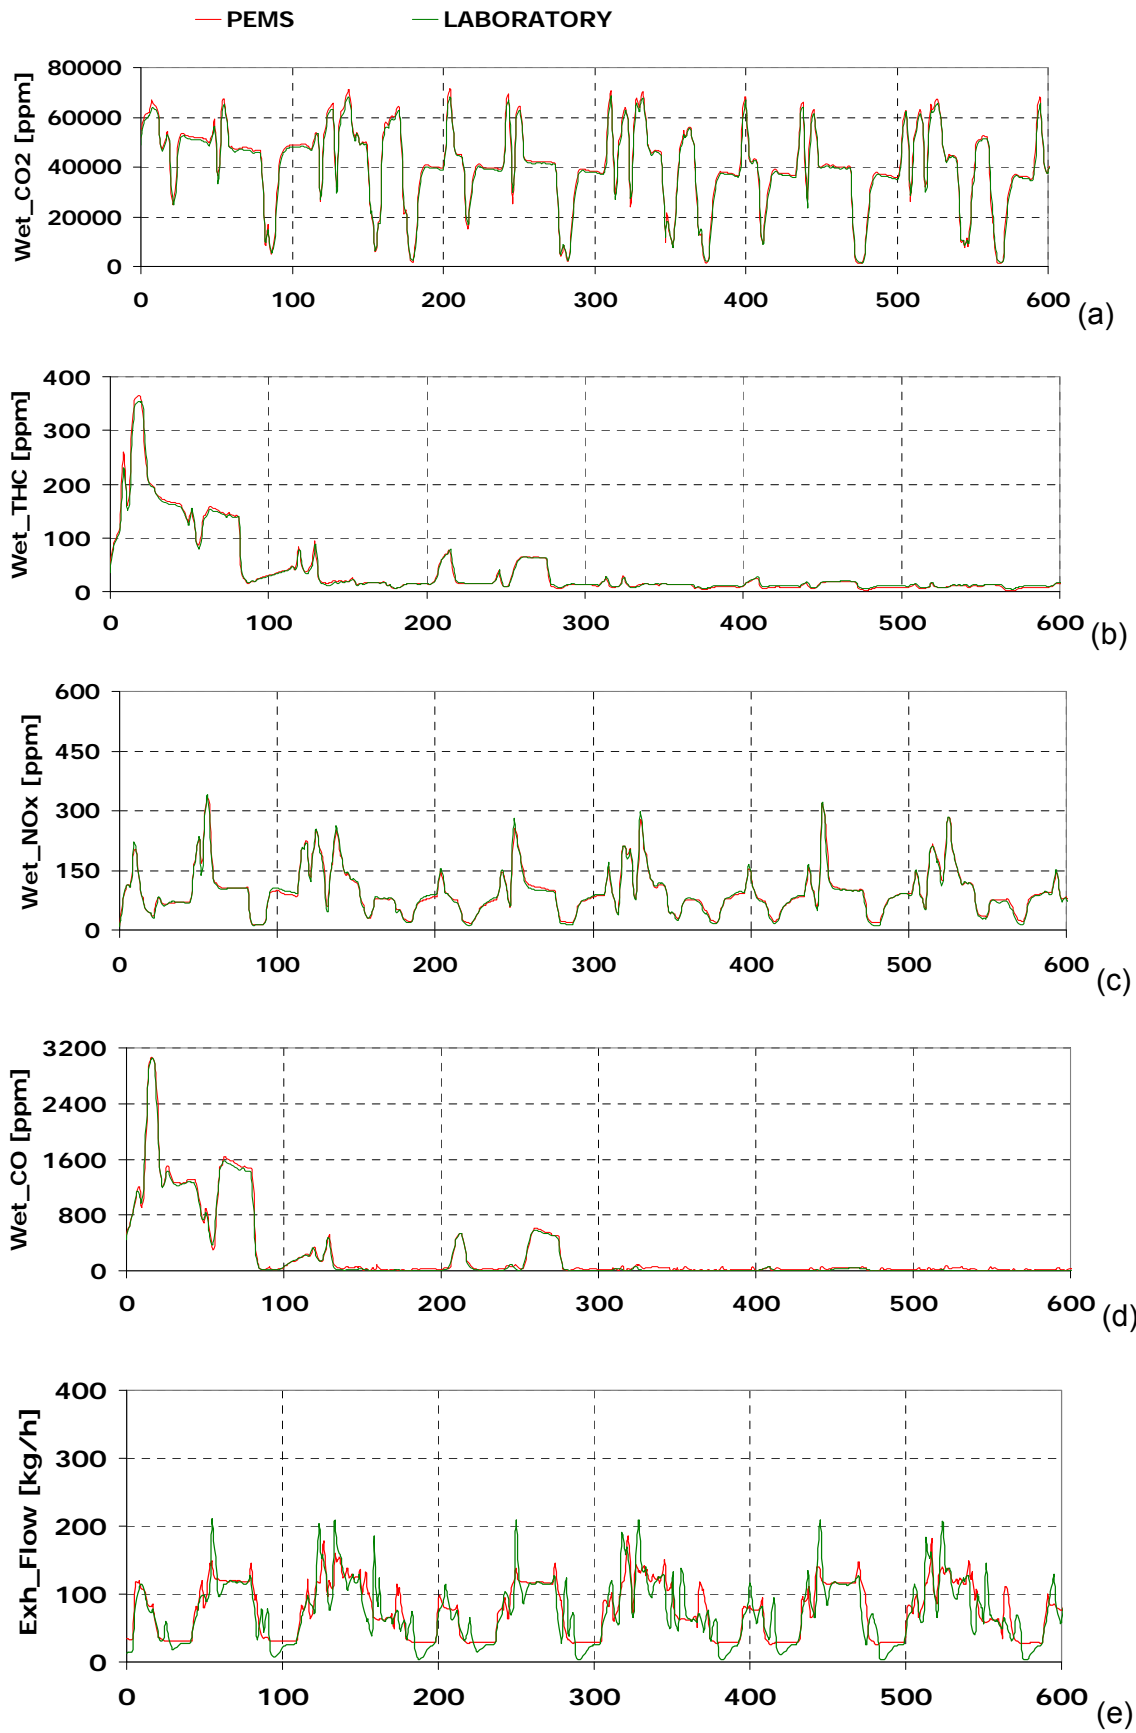 PEMS LABORATORY
Wet_CO2 [ppm]
80000
60000
40000
20000
0
0 100 200 300 400 500 600 (a)
Wet_THC [ppm]
400
300
200
100
0
0 100 200 300 400 500 600 (b)
Wet_NOx [ppm]
600
450
300
150
0
0 100 200 300 400 500 600 (c)
Wet_CO [ppm]
3200
2400
1600
800
0
0 100 200 300 400 500 600 (d)
Exh_Flow [kg/h]
400
300
200
100
0
0 100 200 300 400 500 600 (e)